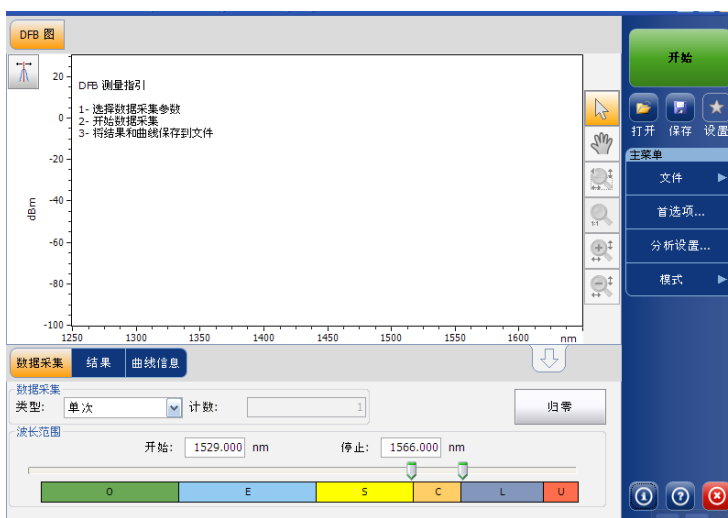 DFB 图
开始
20
DFB 测量指引
1- 选择数据采集参数
0
2- 开始数据采集
3- 将结果和曲线保存到文件
打开 保存 设置
-20
主菜单
文件
-40
dBm
首选项...
1:1
-60
分析设置...
-80
模式
-100
1250 1300 1350 1400 1450 1500 1550 1600 nm
数据采集 结果 曲线信息
数据采集
类型: 单次 计数: 1 归零
波长范围
开始: 1529.000 nm 停止: 1566.000 nm
O E S C L U